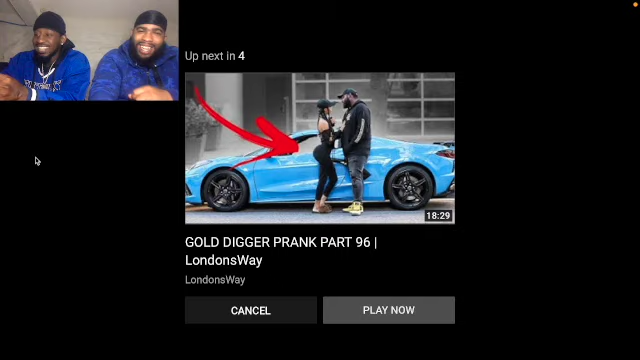 Up next in 4
18:29
GOLD DIGGER PRANK PART 96 |
LondonsWay
LondonsWay
CANCEL
PLAY NOW